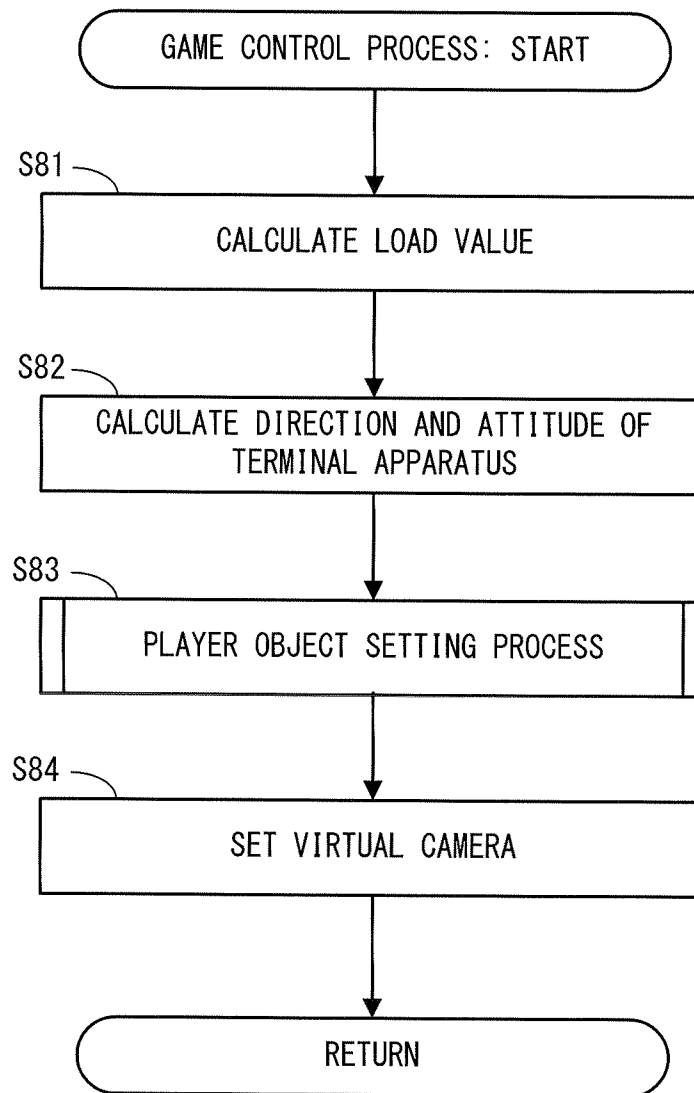 GAME CONTROL PROCESS: START
S81
CALCULATE LOAD VALUE
S82
CALCULATE DIRECTION AND ATTITUDE OF
TERMINAL APPARATUS
S83
PLAYER OBJECT SETTING PROCESS
S84
SET VIRTUAL CAMERA
RETURN